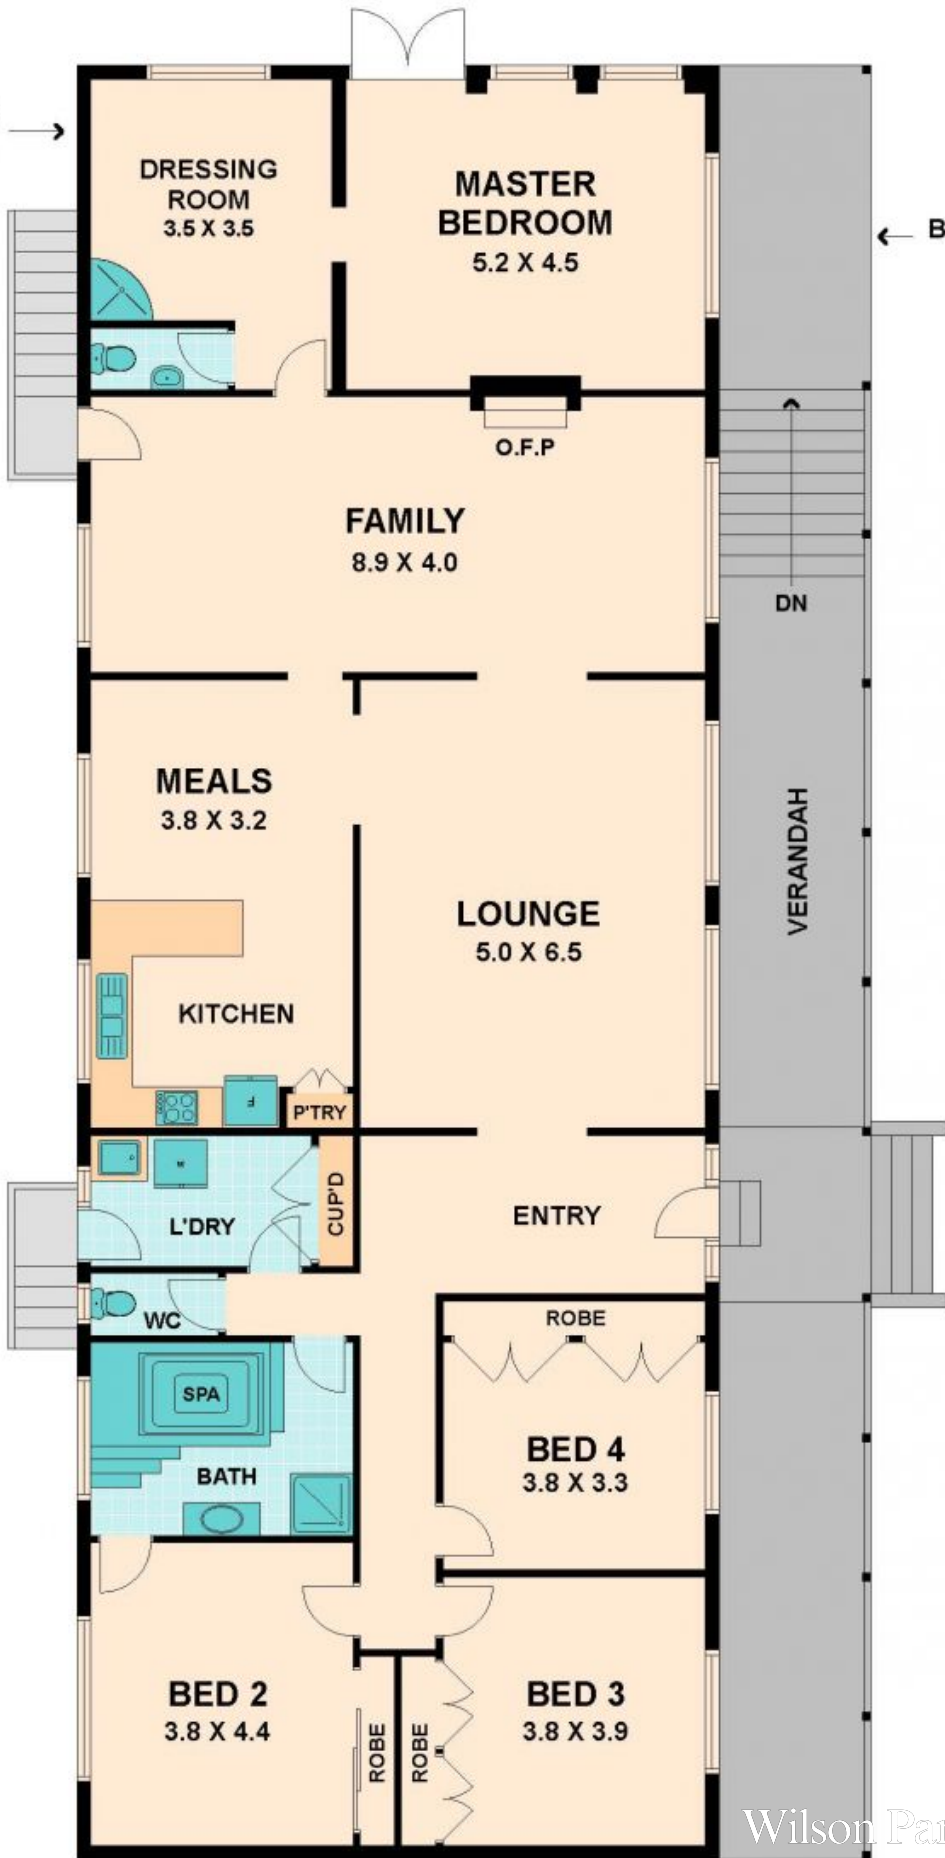 DRESSING
ROOM
3.5 X 3.5
MASTER
BEDROOM
5.2 X 4.5
B
O.F.P
FAMILY
8.9 X 4.0
DN
MEALS
3.8 X 3.2
VERANDAH
LOUNGE
5.0 X 6.5
KITCHEN
F
P'TRY
CUP'D
L'DRY
ENTRY
WC
ROBE
SPA
BED 4
3.8 X 3.3
BATH
BED 2
3.8 X 4.4
BED 3
3.8 X 3.9
ROBE
ROBE
Wilson Par